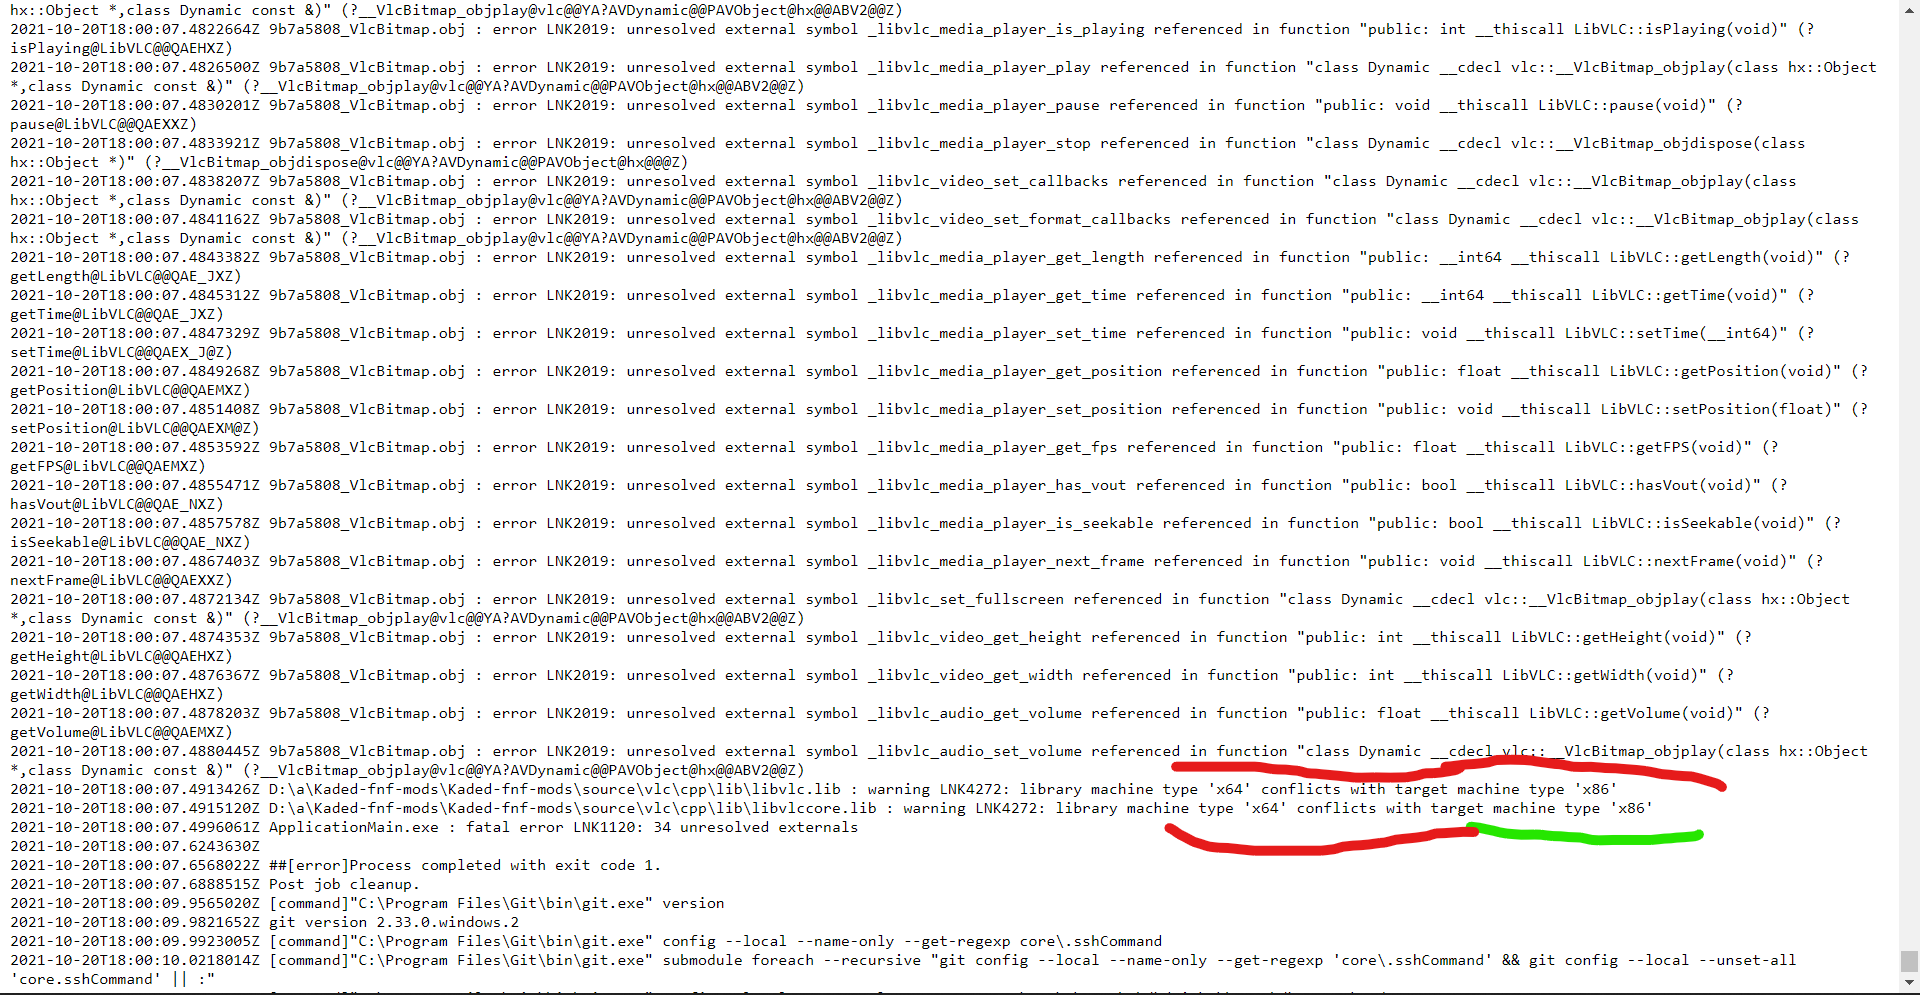 hx::Object *,class Dynamic const &)" (?__VlcBitmap_objplay@vlc@@YA?AVDynamic@@PAVObject@hx@@ABV2@@Z)
2021-10-20T18:00:07.4822664Z 9b7a5808_VlcBitmap.obj : error LNK2019: unresolved external symbol _libvlc_media_player_is_playing referenced in function "public: int __thiscall LibVLC::isPlaying(void)" (?
isPlaying@LibVLC@@QAEHXZ)
2021-10-20T18:00:07.4826500Z 9b7a5808_VlcBitmap.obj : error LNK2019: unresolved external symbol _libvlc_media_player_play referenced in function "class Dynamic __cdecl vlc::__VlcBitmap_objplay(class hx::Object
*,class Dynamic const &)" (?__VlcBitmap_objplay@vlc@@YA?AVDynamic@@PAVObject@hx@@ABV2@@Z)
2021-10-20T18:00:07.4830201Z 9b7a5808_VlcBitmap.obj : error LNK2019: unresolved external symbol _libvlc_media_player_pause referenced in function "public: void __thiscall LibVLC::pause(void)" (?
pause@LibVLC@@QAEXXZ)
2021-10-20T18:00:07.4833921Z 9b7a5808_VlcBitmap.obj : error LNK2019: unresolved external symbol _libvlc_media_player_stop referenced in function "class Dynamic __cdecl vlc::__VlcBitmap_objdispose(class
hx::Object *)" (?__VlcBitmap_objdispose@vlc@@YA?AVDynamic@@PAVObject@hx@@@Z)
2021-10-20T18:00:07.4838207Z 9b7a5808_VlcBitmap.obj : error LNK2019: unresolved external symbol _libvlc_video_set_callbacks referenced in function "class Dynamic __cdecl vlc::__VlcBitmap_objplay(class
hx::Object *,class Dynamic const &)" (?__VlcBitmap_objplay@vlc@@YA?AVDynamic@@PAVObject@hx@@ABV2@@Z)
2021-10-20T18:00:07.4841162Z 9b7a5808_VlcBitmap.obj : error LNK2019: unresolved external symbol _libvlc_video_set_format_callbacks referenced in function "class Dynamic __cdecl vlc::__VlcBitmap_objplay(class
hx::Object *,class Dynamic const &)" (?__VlcBitmap_objplay@vlc@@YA?AVDynamic@@PAVObject@hx@@ABV2@@Z)
2021-10-20T18:00:07.4843382Z 9b7a5808_VlcBitmap.obj : error LNK2019: unresolved external symbol _libvlc_media_player_get_length referenced in function "public: __int64 __thiscall LibVLC::getLength(void)" (?
getLength@LibVLC@@QAE_JXZ)
2021-10-20T18:00:07.4845312Z 9b7a5808_VlcBitmap.obj : error LNK2019: unresolved external symbol _libvlc_media_player_get_time referenced in function "public: __int64 __thiscall LibVLC::getTime(void)" (?
getTime@LibVLC@@QAE_JXZ)
2021-10-20T18:00:07.4847329Z 9b7a5808_VlcBitmap.obj : error LNK2019: unresolved external symbol _libvlc_media_player_set_time referenced in function "public: void __thiscall LibVLC::setTime(__int64)" (?
setTime@LibVLC@@QAEX_J@Z)
2021-10-20T18:00:07.4849268Z 9b7a5808_VlcBitmap.obj : error LNK2019: unresolved external symbol _libvlc_media_player_get_position referenced in function "public: float __thiscall LibVLC::getPosition(void)" (?
getPosition@LibVLC@@QAEMXZ)
2021-10-20T18:00:07.4851408Z 9b7a5808_VlcBitmap.obj : error LNK2019: unresolved external symbol _libvlc_media_player_set_position referenced in function "public: void __thiscall LibVLC::setPosition(float)" (?
setPosition@LibVLC@@QAEXM@Z)
2021-10-20T18:00:07.4853592Z 9b7a5808_VlcBitmap.obj : error LNK2019: unresolved external symbol _libvlc_media_player_get_fps referenced in function "public: float __thiscall LibVLC::getFPS(void)" (?
getFPS@LibVLC@@QAEMXZ)
2021-10-20T18:00:07.4855471Z 9b7a5808_VlcBitmap.obj : error LNK2019: unresolved external symbol _libvlc_media_player_has_vout referenced in function "public: bool __thiscall LibVLC::hasVout(void)" (?
hasVout@LibVLC@@QAE_NXZ)
2021-10-20T18:00:07.4857578Z 9b7a5808_VlcBitmap.obj : error LNK2019: unresolved external symbol _libvlc_media_player_is_seekable referenced in function "public: bool __thiscall LibVLC::isSeekable(void)" (?
isSeekable@LibVLC@@QAE_NXZ)
2021-10-20T18:00:07.4867403Z 9b7a5808_VlcBitmap.obj : error LNK2019: unresolved external symbol _libvlc_media_player_next_frame referenced in function "public: void __thiscall LibVLC::nextFrame(void)" (?
nextFrame@LibVLC@@QAEXXZ)
2021-10-20T18:00:07.4872134Z 9b7a5808_VlcBitmap.obj : error LNK2019: unresolved external symbol _libvlc_set_fullscreen referenced in function "class Dynamic __cdecl vlc::__VlcBitmap_objplay(class hx::Object
*,class Dynamic const &)" (?__VlcBitmap_objplay@vlc@@YA?AVDynamic@@PAVObject@hx@@ABV2@@Z)
2021-10-20T18:00:07.4874353Z 9b7a5808_VlcBitmap.obj : error LNK2019: unresolved external symbol _libvlc_video_get_height referenced in function "public: int __thiscall LibVLC::getHeight(void)" (?
getHeight@LibVLC@@QAEHXZ)
2021-10-20T18:00:07.4876367Z 9b7a5808_VlcBitmap.obj : error LNK2019: unresolved external symbol _libvlc_video_get_width referenced in function "public: int __thiscall LibVLC::getWidth(void)" (?
getWidth@LibVLC@@QAEHXZ)
2021-10-20T18:00:07.4878203Z 9b7a5808_VlcBitmap.obj : error LNK2019: unresolved external symbol _libvlc_audio_get_volume referenced in function "public: float __thiscall LibVLC::getVolume(void)" (?
getVolume@LibVLC@@QAEMXZ)
2021-10-20T18:00:07.4880445Z 9b7a5808_VlcBitmap.obj : error LNK2019: unresolved external symbol _libvlc_audio_set_volume referenced in function "class Dynamic __cdecl vlc::__VlcBitmap_objplay(class hx::Object
*,class Dynamic const &)" (?__VlcBitmap_objplay@vlc@@YA?AVDynamic@@PAVObject@hx@@ABV2@@Z)
2021-10-20T18:00:07.4913426Z D:\a\Kaded-fnf-mods\Kaded-fnf-mods\source\vlc\cpp\lib\libvlc.lib : warning LNK4272: library machine type 'x64' conflicts with target machine type 'x86'
2021-10-20T18:00:07.4915120Z D:\a\Kaded-fnf-mods\Kaded-fnf-mods\source\vlc\cpp\lib\libvlccore.lib : warning LNK4272: library machine type 'x64' conflicts with target machine type 'x86'
2021-10-20T18:00:07.4996061Z ApplicationMain.exe : fatal error LNK1120: 34 unresolved externals
2021-10-20T18:00:07.6243630Z
2021-10-20T18:00:07.6568022Z ##[error]Process completed with exit code 1.
2021-10-20T18:00:07.6888515Z Post job cleanup.
2021-10-20T18:00:09.9565020Z [command]"C:\Program Files\Git\bin\git.exe" version
2021-10-20T18:00:09.9821652Z git version 2.33.0.windows.2
2021-10-20T18:00:09.9923005Z [command]"C:\Program Files\Git\bin\git.exe" config --local --name-only --get-regexp core\.sshCommand
2021-10-20T18:00:10.0218014Z [command]"C:\Program Files\Git\bin\git.exe" submodule foreach --recursive "git config --local --name-only --get-regexp 'core\.sshCommand' && git config --local --unset-all
'core.sshCommand' || :"